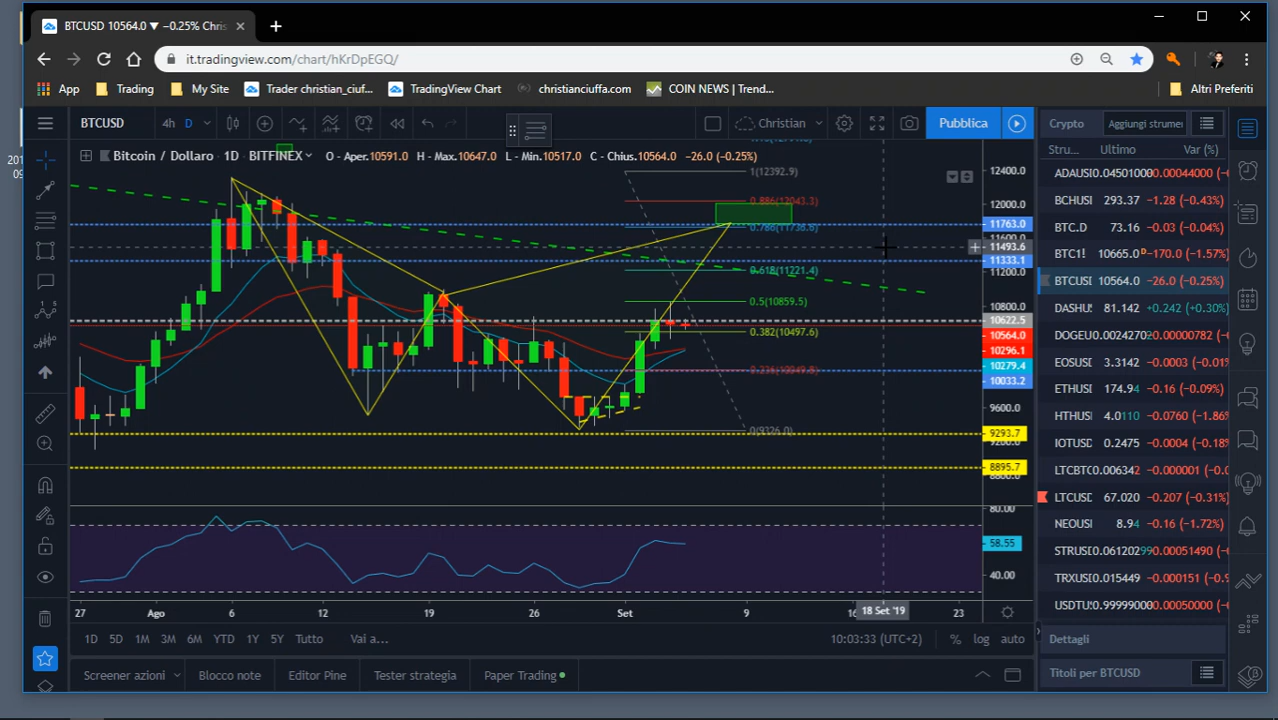 BTCUSD 10564.0 ▼ −0.25% Chris
it.tradingview.com/chart/hKrDpEGQ/
App Trading My Site Trader christian_ciuf... TradingView Chart christianciuffa.com COIN NEWS | Trend... Altri Preferiti
BTCUSD 4h D Christian Pubblica
Bitcoin / Dollaro 1D BITFINEX O - Aper.10591.0 H - Max.10647.0 L - Min.10517.0 C - Chius.10564.0 −26.0 (−0.25%)
1(12392.9)
0.886(12043.3)
0.786(11736.6)
0.618(11221.4)
0.5(10859.5)
0.382(10497.6)
0(9326.0)
12400.0
12000.0
11763.0
11493.6
11333.1
11200.0
10800.0
10622.5
10564.0
10296.1
10279.4
10033.2
9600.0
9293.7
8895.7
80.00
58.55
40.00
27 Ago 6 12 19 26 Set 9 18 Set '19 23
1D 5D 1M 3M 6M YTD 1Y 5Y Tutto Vai a... 10:03:33 (UTC+2) % log auto
Screener azioni Blocco note Editor Pine Tester strategia Paper Trading
Crypto Aggiungi strume
Stru... Ultimo Var (%)
ADAUSI 0.04501000 0.00044000
BCHUS 293.37 −1.28 (−0.43%)
BTC.D 73.16 −0.03 (−0.04%)
BTC1! 10665.0 D −170.0 (−1.57%)
BTCUSI 10564.0 −26.0 (−0.25%)
DASHU 81.142 +0.242 (+0.30%)
DOGEU 0.0024270 0.00000782
EOSUSI 3.3142 −0.0003 (−0.01%
ETHUSI 174.94 −0.16 (−0.09%)
HTHUSI 4.0110 −0.0760 (−1.86%
IOTUSI 0.2475 −0.0004 (−0.18%
LTCBTC 0.006342 −0.000001
LTCUSI 67.020 −0.207 (−0.31%)
NEOUSI 8.94 −0.16 (−1.72%)
STRUSI 0.06120299 0.00051490
TRXUSI 0.015449 −0.000151
USDTU 0.99999000 0.00050000
Dettagli
Titoli per BTCUSD